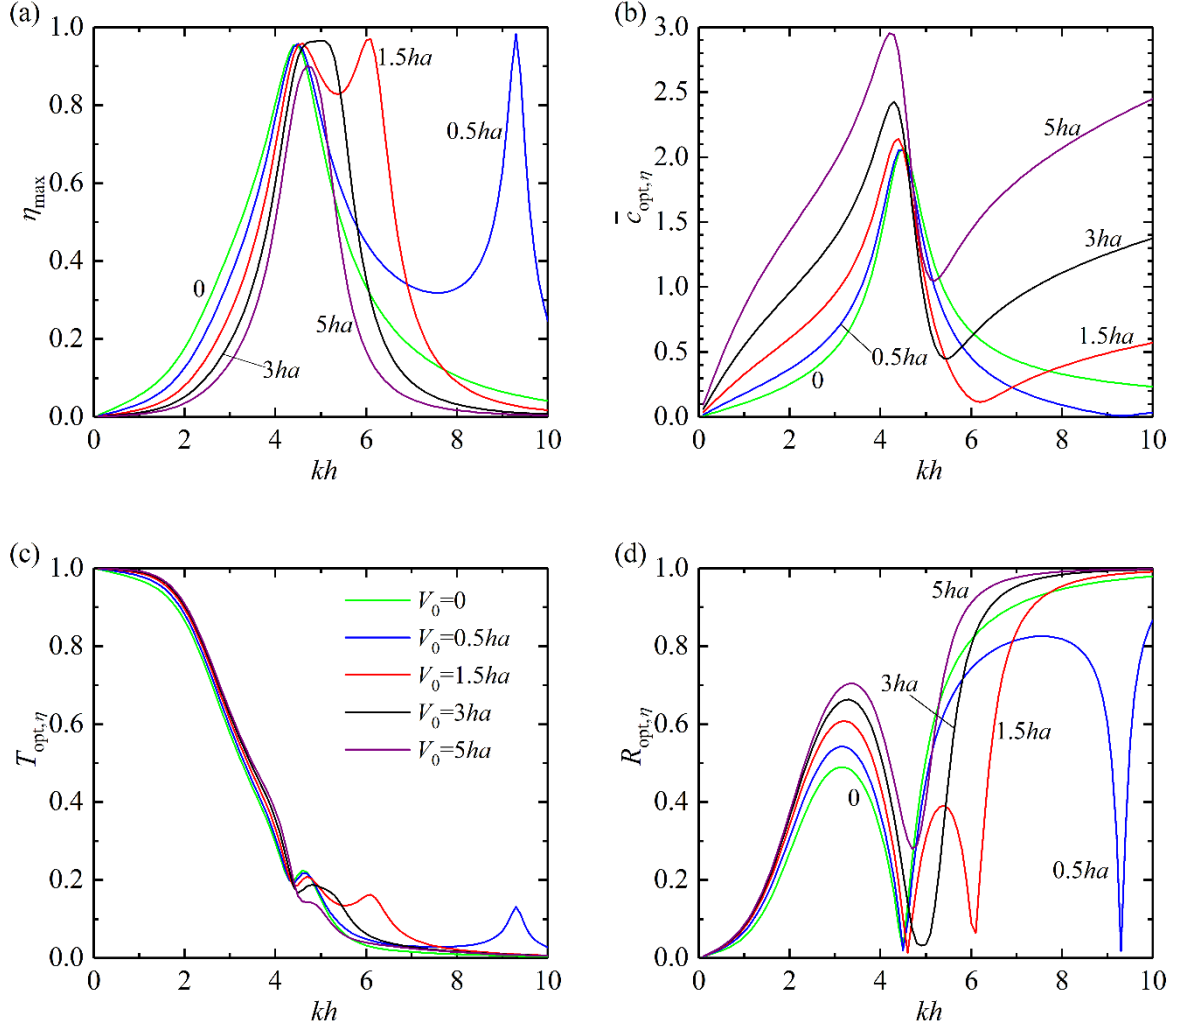 (a)
1.0
0.8
0.6
0.4
0.2
0.0
η_max
0 2 4 6 8 10
kh
0
3ha
5ha
1.5ha
0.5ha
(b)
3.0
2.5
2.0
1.5
1.0
0.5
0.0
c̄_opt,η
0 2 4 6 8 10
kh
5ha
3ha
1.5ha
0.5ha
0
(c)
1.0
0.8
0.6
0.4
0.2
0.0
T_opt,η
0 2 4 6 8 10
kh
V₀=0
V₀=0.5ha
V₀=1.5ha
V₀=3ha
V₀=5ha
(d)
1.0
0.8
0.6
0.4
0.2
0.0
R_opt,η
0 2 4 6 8 10
kh
5ha
3ha
1.5ha
0
0.5ha